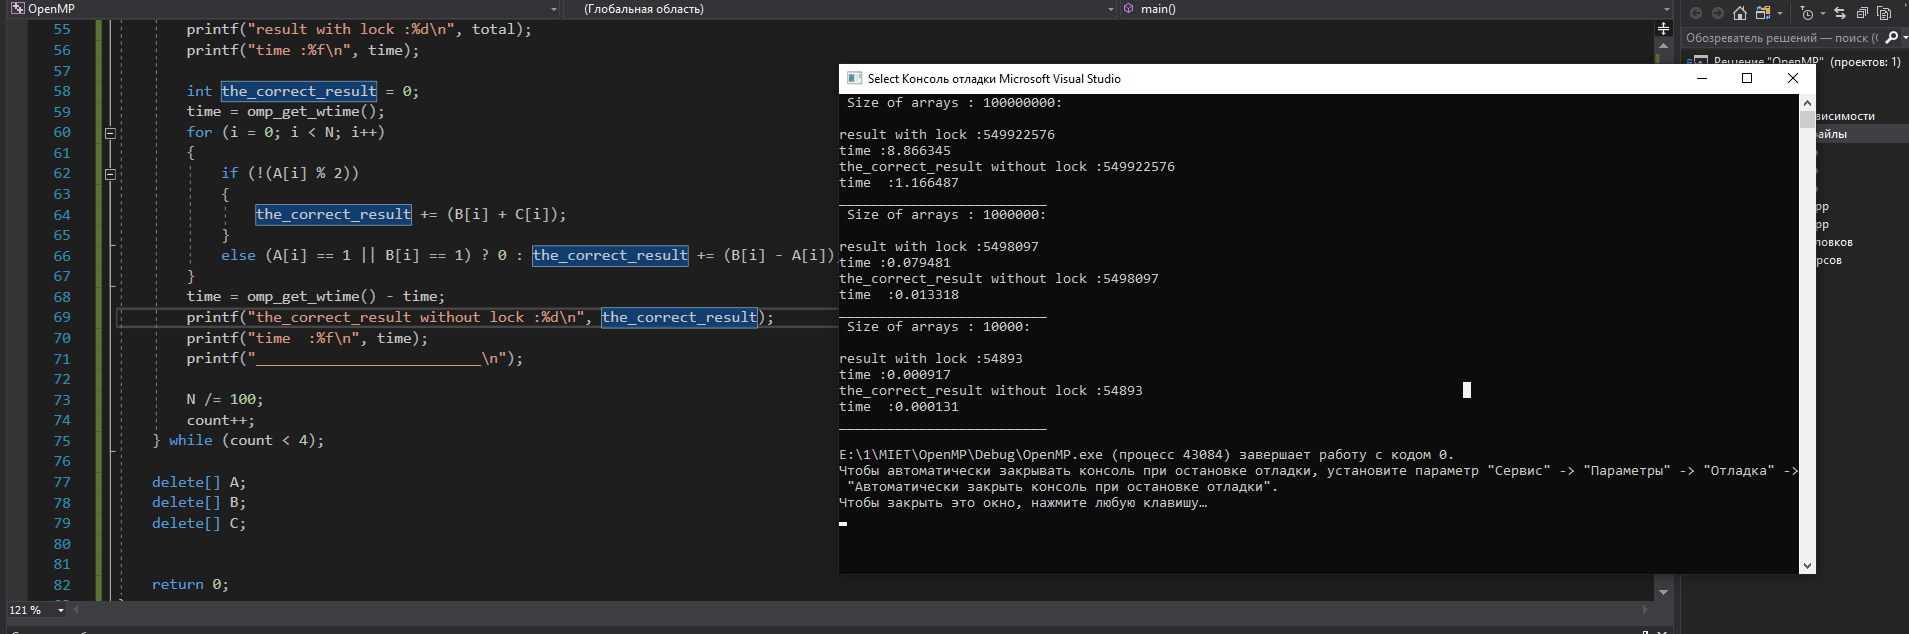 OpenMP
(Глобальная область)
main()
55 printf("result with lock :%d\n", total);
56 printf("time :%f\n", time);
57
58 int the_correct_result = 0;
59 time = omp_get_wtime();
60 for (i = 0; i < N; i++)
61 {
62 if (!(A[i] % 2))
63 {
64 the_correct_result += (B[i] + C[i]);
65 }
66 else (A[i] == 1 || B[i] == 1) ? 0 : the_correct_result += (B[i] - A[i])
67 }
68 time = omp_get_wtime() - time;
69 printf("the_correct_result without lock :%d\n", the_correct_result);
70 printf("time  :%f\n", time);
71 printf("__________________________\n");
72
73 N /= 100;
74 count++;
75 } while (count < 4);
76
77 delete[] A;
78 delete[] B;
79 delete[] C;
80
81
82 return 0;
121 %
Select Консоль отладки Microsoft Visual Studio
Size of arrays : 100000000:
result with lock :549922576
time :8.866345
the_correct_result without lock :549922576
time  :1.166487
__________________________
Size of arrays : 1000000:
result with lock :5498097
time :0.079481
the_correct_result without lock :5498097
time  :0.013318
__________________________
Size of arrays : 10000:
result with lock :54893
time :0.000917
the_correct_result without lock :54893
time  :0.000131
__________________________
E:\1\MIET\OpenMP\Debug\OpenMP.exe (процесс 43084) завершает работу с кодом 0.
Чтобы автоматически закрывать консоль при остановке отладки, установите параметр "Сервис" -> "Параметры" -> "Отладка" ->
"Автоматически закрыть консоль при остановке отладки".
Чтобы закрыть это окно, нажмите любую клавишу…
Обозреватель решений — поиск (
Решение "OpenMP" (проектов: 1)
висимости
айлы
pp
pp
ловков
рсов